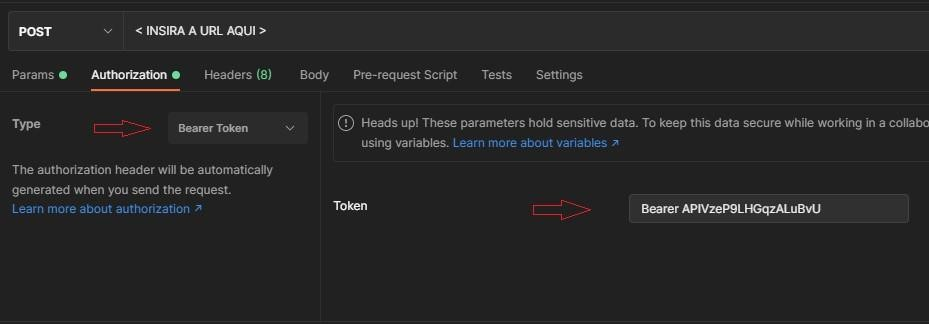 POST
< INSIRA A URL AQUI >
Params Authorization Headers (8) Body Pre-request Script Tests Settings
Type
Bearer Token
The authorization header will be automatically
generated when you send the request.
Learn more about authorization ↗
Heads up! These parameters hold sensitive data. To keep this data secure while working in a collabo
using variables. Learn more about variables ↗
Token
Bearer APIVzeP9LHGqzALuBvU